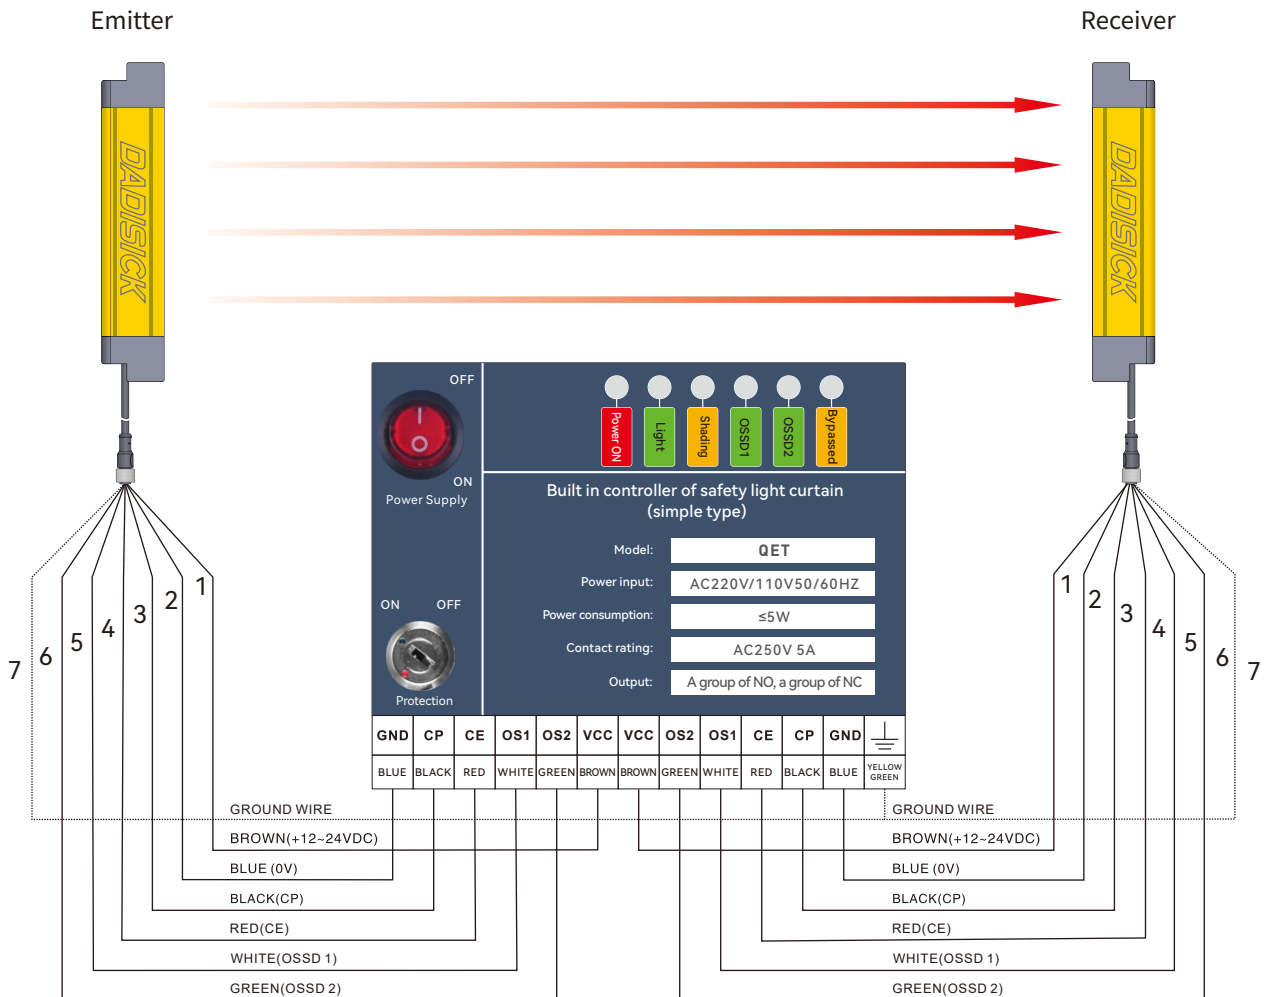 Emitter
Receiver
DADISICK
DADISICK
OFF
ON
Power Supply
Power ON
Light
Shading
OSSD1
OSSD2
Bypassed
Built in controller of safety light curtain
(simple type)
Model: QET
Power input: AC220V/110V50/60HZ
Power consumption: ≤5W
Contact rating: AC250V 5A
Output: A group of NO, a group of NC
ON OFF
Protection
GND CP CE OS1 OS2 VCC VCC OS2 OS1 CE CP GND
BLUE BLACK RED WHITE GREEN BROWN BROWN GREEN WHITE RED BLACK BLUE YELLOW GREEN
7 6 5 4 3 2 1
1 2 3 4 5 6 7
GROUND WIRE
BROWN(+12~24VDC)
BLUE (0V)
BLACK(CP)
RED(CE)
WHITE(OSSD 1)
GREEN(OSSD 2)
GROUND WIRE
BROWN(+12~24VDC)
BLUE (0V)
BLACK(CP)
RED(CE)
WHITE(OSSD 1)
GREEN(OSSD 2)